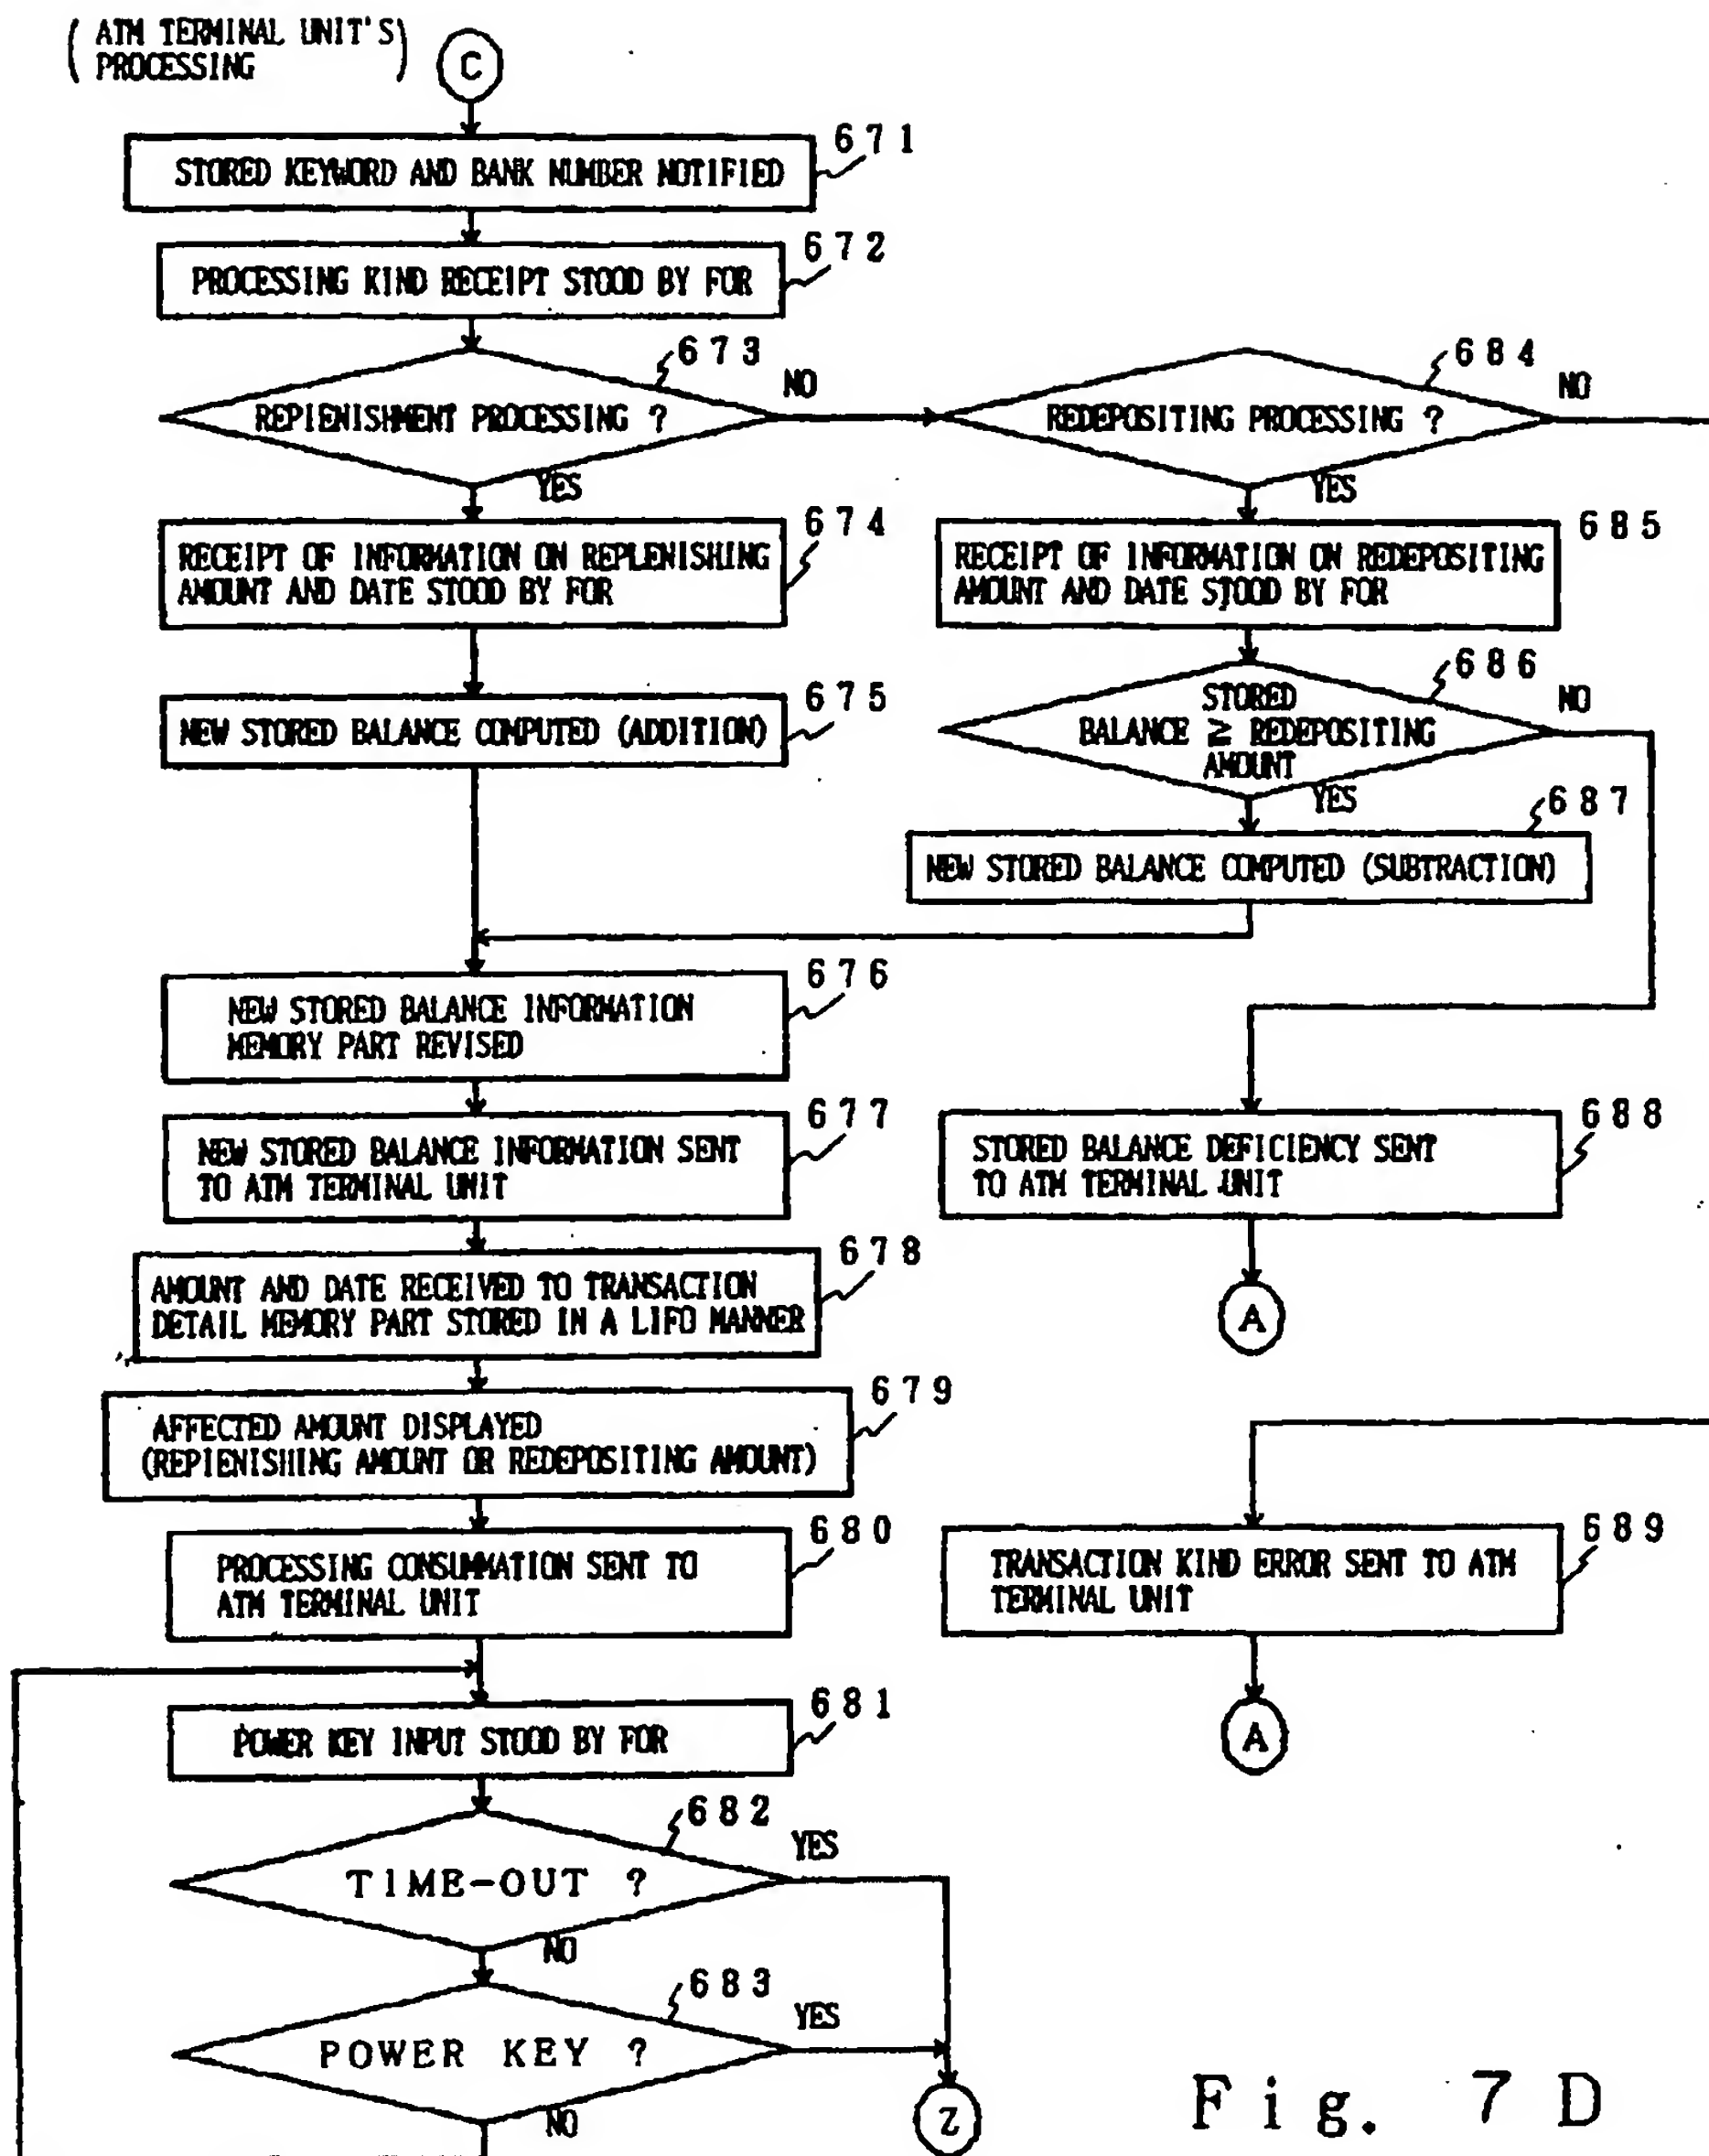 ( ATM TERMINAL UNIT'S )
( PROCESSING )
C
671
STORED KEYWORD AND BANK NUMBER NOTIFIED
672
PROCESSING KIND RECEIPT STOOD BY FOR
673
REPLENISHMENT PROCESSING ?
NO
YES
684
REDEPOSITING PROCESSING ?
NO
YES
674
RECEIPT OF INFORMATION ON REPLENISHING
AMOUNT AND DATE STOOD BY FOR
685
RECEIPT OF INFORMATION ON REDEPOSITING
AMOUNT AND DATE STOOD BY FOR
675
NEW STORED BALANCE COMPUTED (ADDITION)
686
STORED
BALANCE ≧ REDEPOSITING
AMOUNT
NO
YES
687
NEW STORED BALANCE COMPUTED (SUBTRACTION)
676
NEW STORED BALANCE INFORMATION
MEMORY PART REVISED
677
NEW STORED BALANCE INFORMATION SENT
TO ATM TERMINAL UNIT
688
STORED BALANCE DEFICIENCY SENT
TO ATM TERMINAL UNIT
A
678
AMOUNT AND DATE RECEIVED TO TRANSACTION
DETAIL MEMORY PART STORED IN A LIFO MANNER
679
AFFECTED AMOUNT DISPLAYED
(REPLENISHING AMOUNT OR REDEPOSITING AMOUNT)
680
PROCESSING CONSUMMATION SENT TO
ATM TERMINAL UNIT
689
TRANSACTION KIND ERROR SENT TO ATM
TERMINAL UNIT
A
681
POWER KEY INPUT STOOD BY FOR
682
TIME-OUT ?
YES
NO
683
POWER KEY ?
YES
NO
Z
Fig. 7D